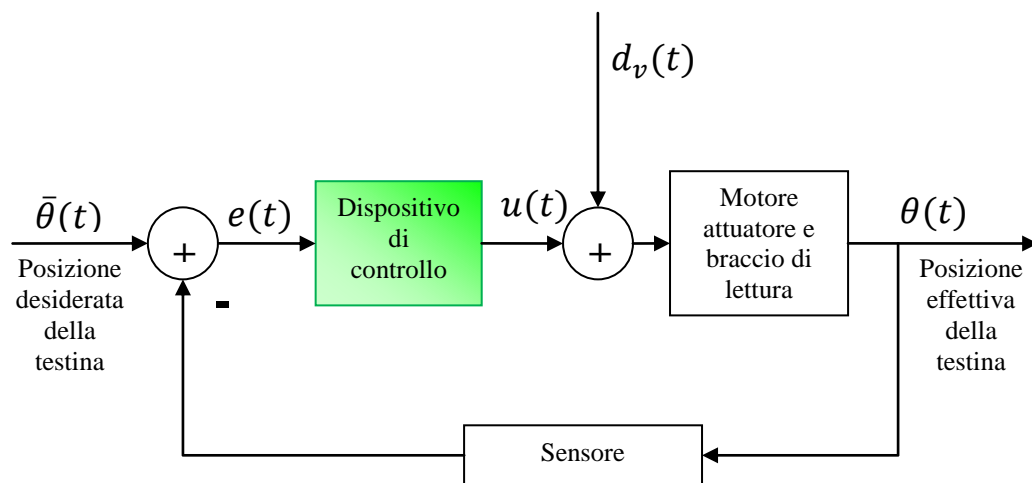 d_v(t)
θ̄(t)
+
e(t)
Dispositivo
di
controllo
u(t)
+
Motore
attuatore e
braccio di
lettura
θ(t)
Posizione
desiderata
della
testina
-
Posizione
effettiva
della
testina
Sensore